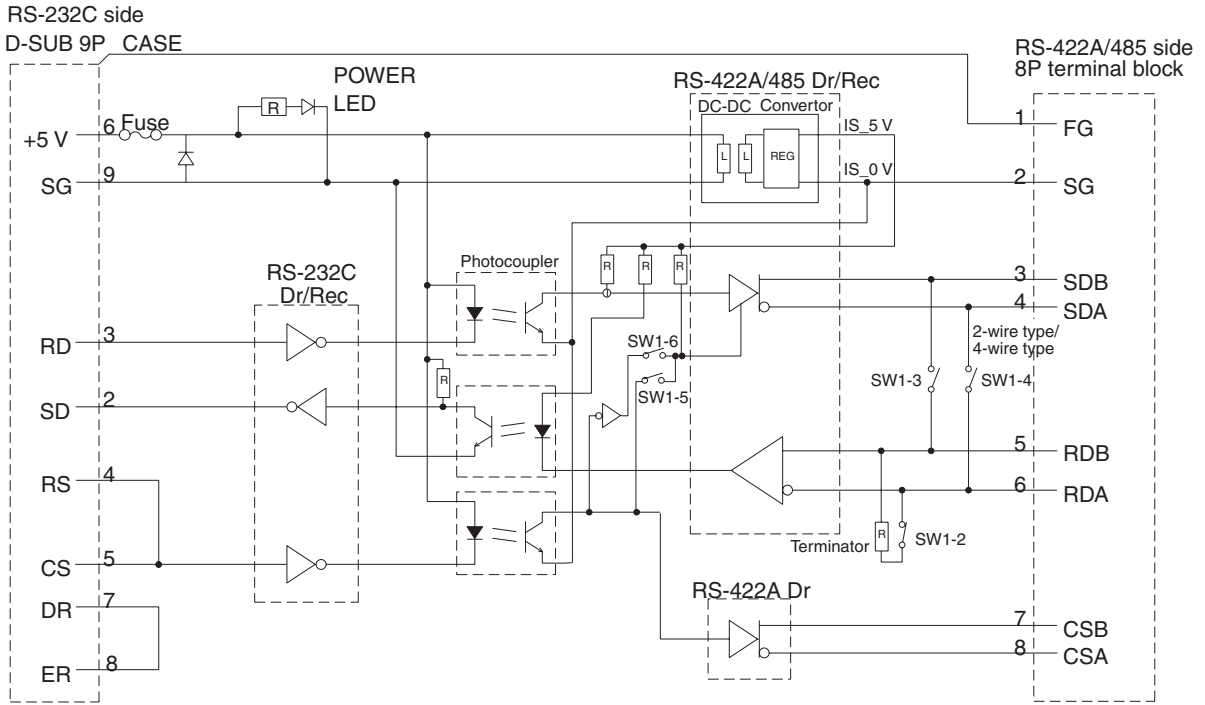 RS-232C side
D-SUB 9P CASE
RS-422A/485 side
8P terminal block
POWER
LED
RS-422A/485 Dr/Rec
DC-DC Convertor
+5 V
6
Fuse
R
L
L
REG
IS_5 V
1
FG
SG
9
IS_0 V
2
SG
RS-232C
Dr/Rec
Photocoupler
R
R
R
3
SDB
4
SDA
2-wire type/
4-wire type
RD
3
SW1-6
SW1-5
SW1-3
SW1-4
R
SD
2
5
RDB
RS
4
6
RDA
Terminator
R
SW1-2
CS
5
DR
7
RS-422A Dr
7
CSB
ER
8
8
CSA